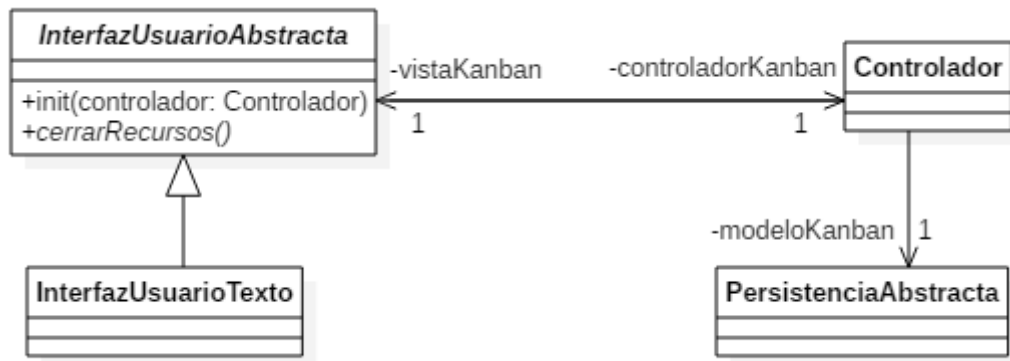 InterfazUsuarioAbstracta
+init(controlador: Controlador)
+cerrarRecursos()
-vistaKanban
-controladorKanban
1
1
Controlador
-modeloKanban
1
InterfazUsuarioTexto
PersistenciaAbstracta